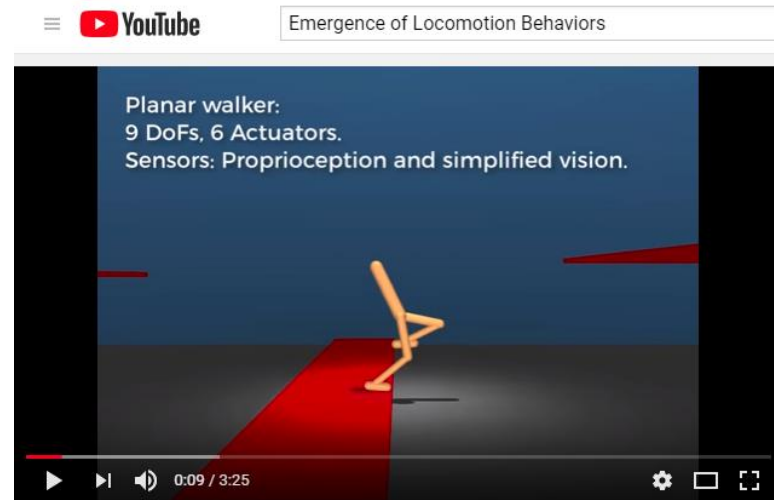 YouTube
Emergence of Locomotion Behaviors
Planar walker:
9 DoFs, 6 Actuators.
Sensors: Proprioception and simplified vision.
0:09 / 3:25